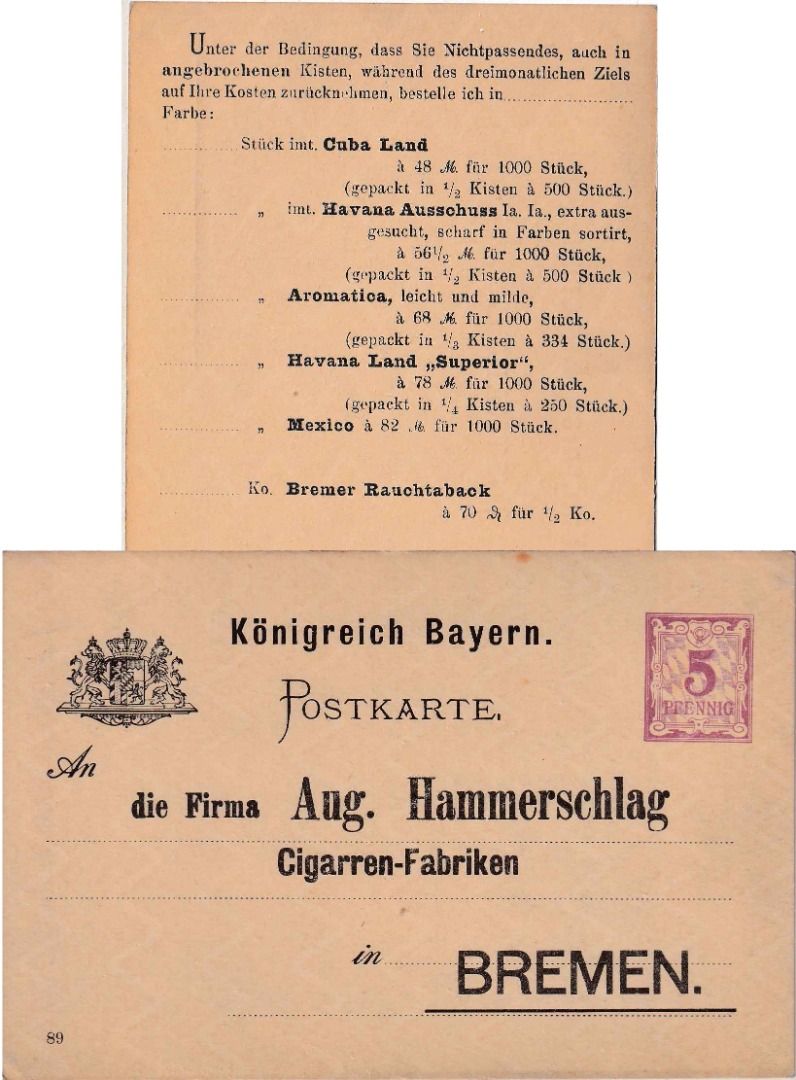 Unter der Bedingung, dass Sie Nichtpassendes, auch in
angebrochenen Kisten, während des dreimonatlichen Ziels
auf Ihre Kosten zurücknehmen, bestelle ich in
Farbe:
Stück imt. Cuba Land
à 48 ℳ. für 1000 Stück,
(gepackt in 1/2 Kisten à 500 Stück.)
„ imt. Havana Ausschuss Ia. Ia., extra aus-
gesucht, scharf in Farben sortirt,
à 56 1/2 ℳ. für 1000 Stück,
(gepackt in 1/2 Kisten à 500 Stück )
„ Aromatica, leicht und milde,
à 68 ℳ. für 1000 Stück,
(gepackt in 1/3 Kisten à 334 Stück.)
„ Havana Land „Superior“,
à 78 ℳ. für 1000 Stück,
(gepackt in 1/4 Kisten à 250 Stück.)
„ Mexico à 82 ℳ. für 1000 Stück.
Ko. Bremer Rauchtaback
à 70 ₰ für 1/2 Ko.
Königreich Bayern.
POSTKARTE.
5
PFENNIG
An
die Firma Aug. Hammerschlag
Cigarren-Fabriken
in BREMEN.
89